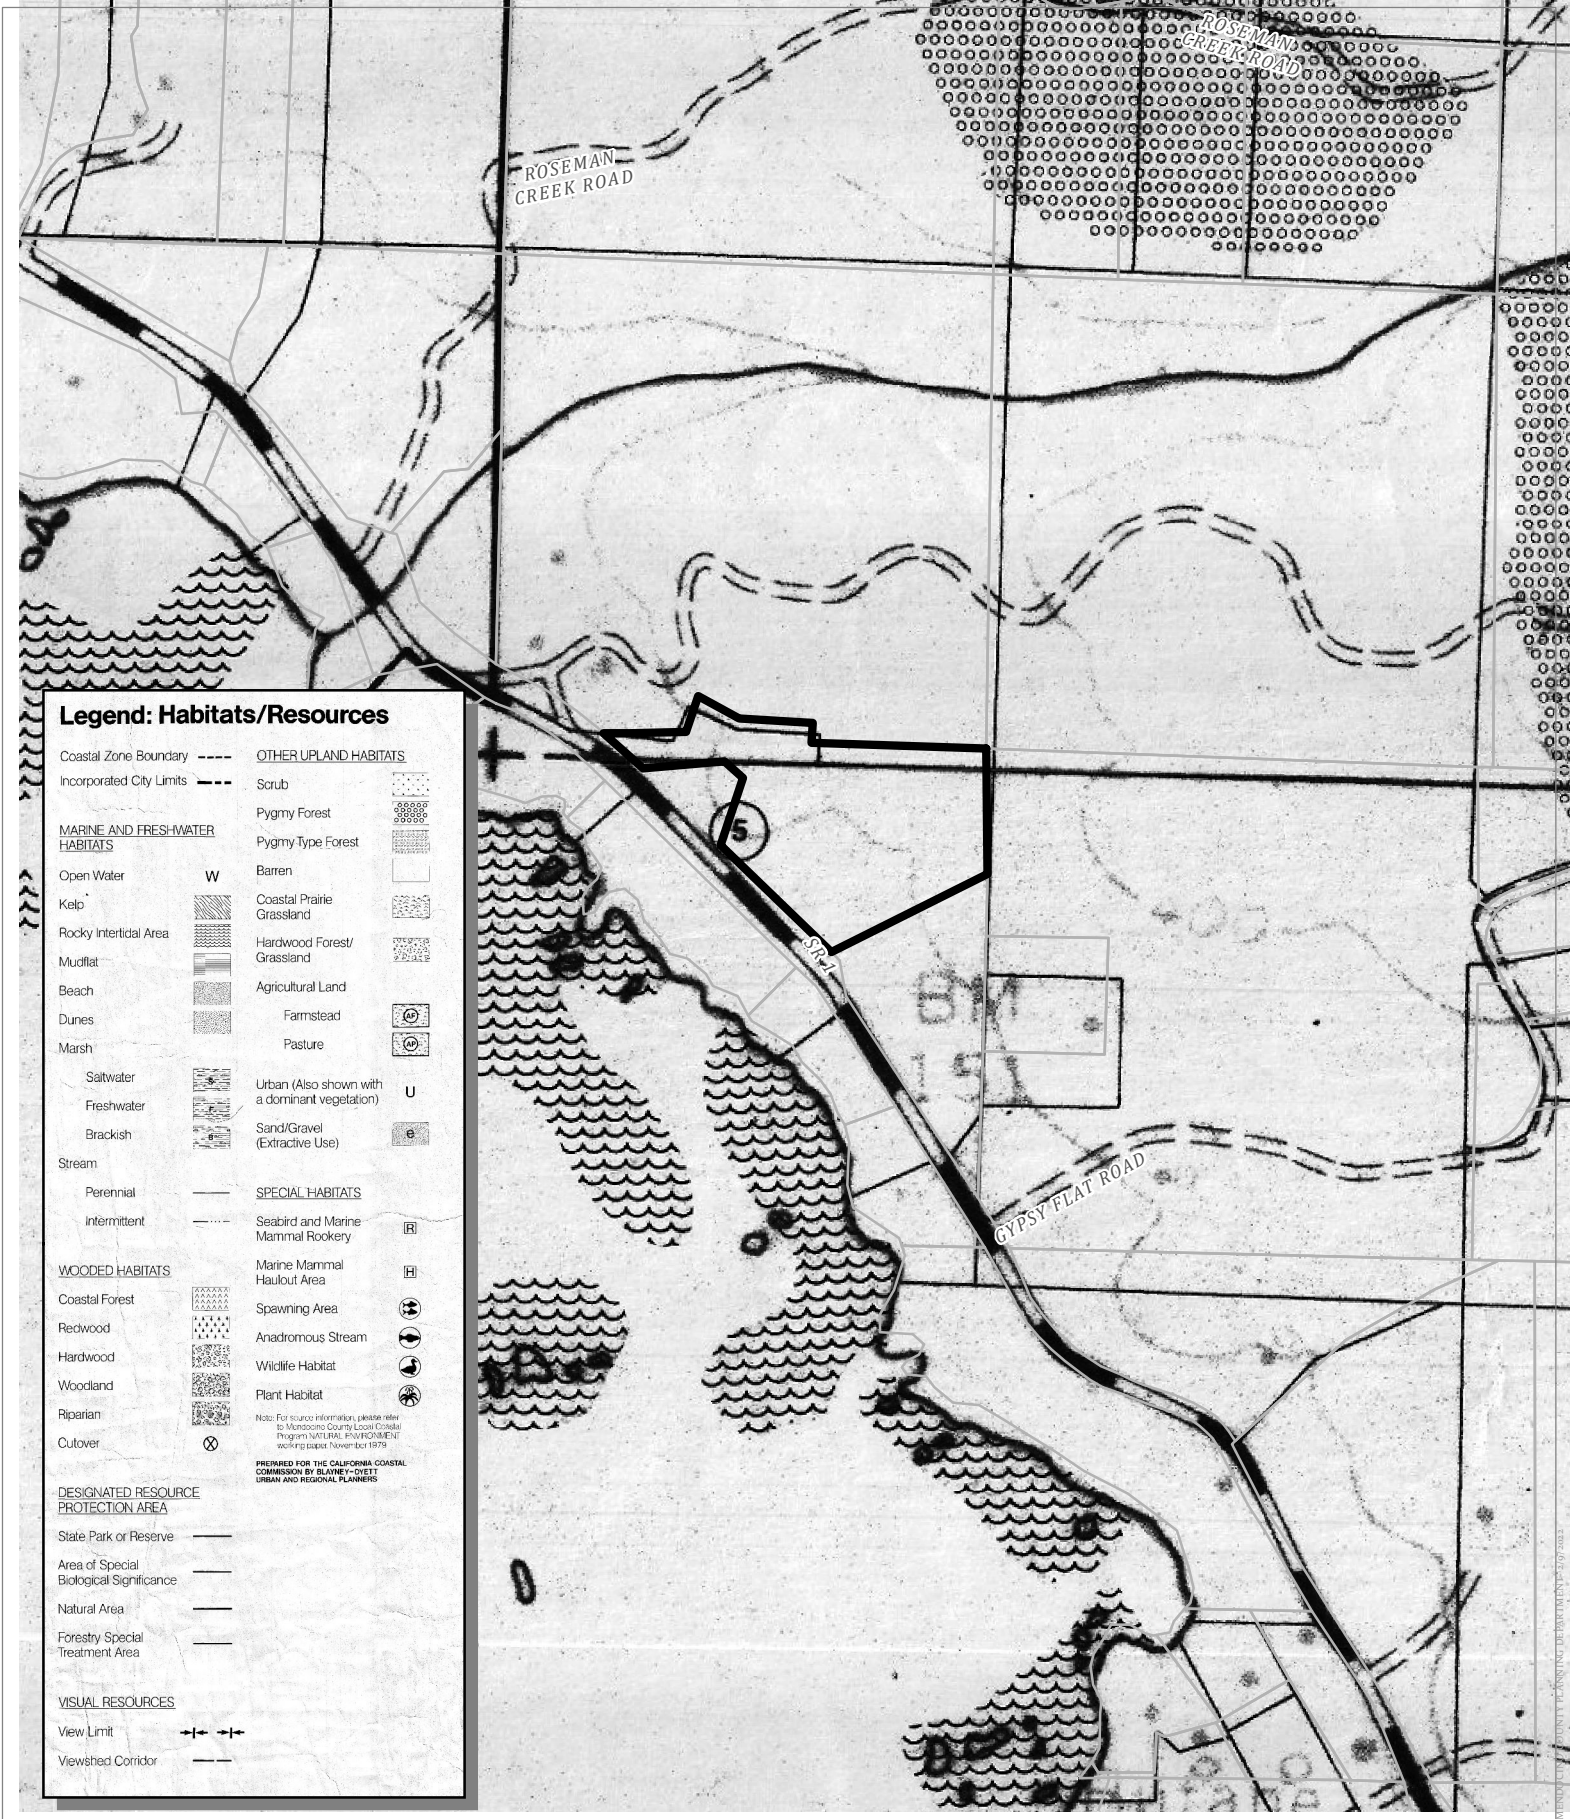 ROSEMAN
CREEK ROAD
ROSEMAN
CREEK ROAD
5
SR 1
BM
15
GYPSY FLAT ROAD
Legend: Habitats/Resources
Coastal Zone Boundary
Incorporated City Limits
MARINE AND FRESHWATER
HABITATS
Open Water W
Kelp
Rocky Intertidal Area
Mudflat
Beach
Dunes
Marsh
Saltwater
Freshwater
Brackish
Stream
Perennial
Intermittent
WOODED HABITATS
Coastal Forest
Redwood
Hardwood
Woodland
Riparian
Cutover
DESIGNATED RESOURCE
PROTECTION AREA
State Park or Reserve
Area of Special
Biological Significance
Natural Area
Forestry Special
Treatment Area
VISUAL RESOURCES
View Limit
Viewshed Corridor
OTHER UPLAND HABITATS
Scrub
Pygmy Forest
Pygmy Type Forest
Barren
Coastal Prairie
Grassland
Hardwood Forest/
Grassland
Agricultural Land
Farmstead AF
Pasture AP
Urban (Also shown with
a dominant vegetation) U
Sand/Gravel
(Extractive Use) e
SPECIAL HABITATS
Seabird and Marine
Mammal Rookery R
Marine Mammal
Haulout Area H
Spawning Area
Anadromous Stream
Wildlife Habitat
Plant Habitat
Note: For source information, please refer
to Mendocino County Local Coastal
Program NATURAL ENVIRONMENT
working paper, November 1979
PREPARED FOR THE CALIFORNIA COASTAL
COMMISSION BY BLAYNEY-DYETT
URBAN AND REGIONAL PLANNERS
MENDOCINO COUNTY PLANNING DEPARTMENT